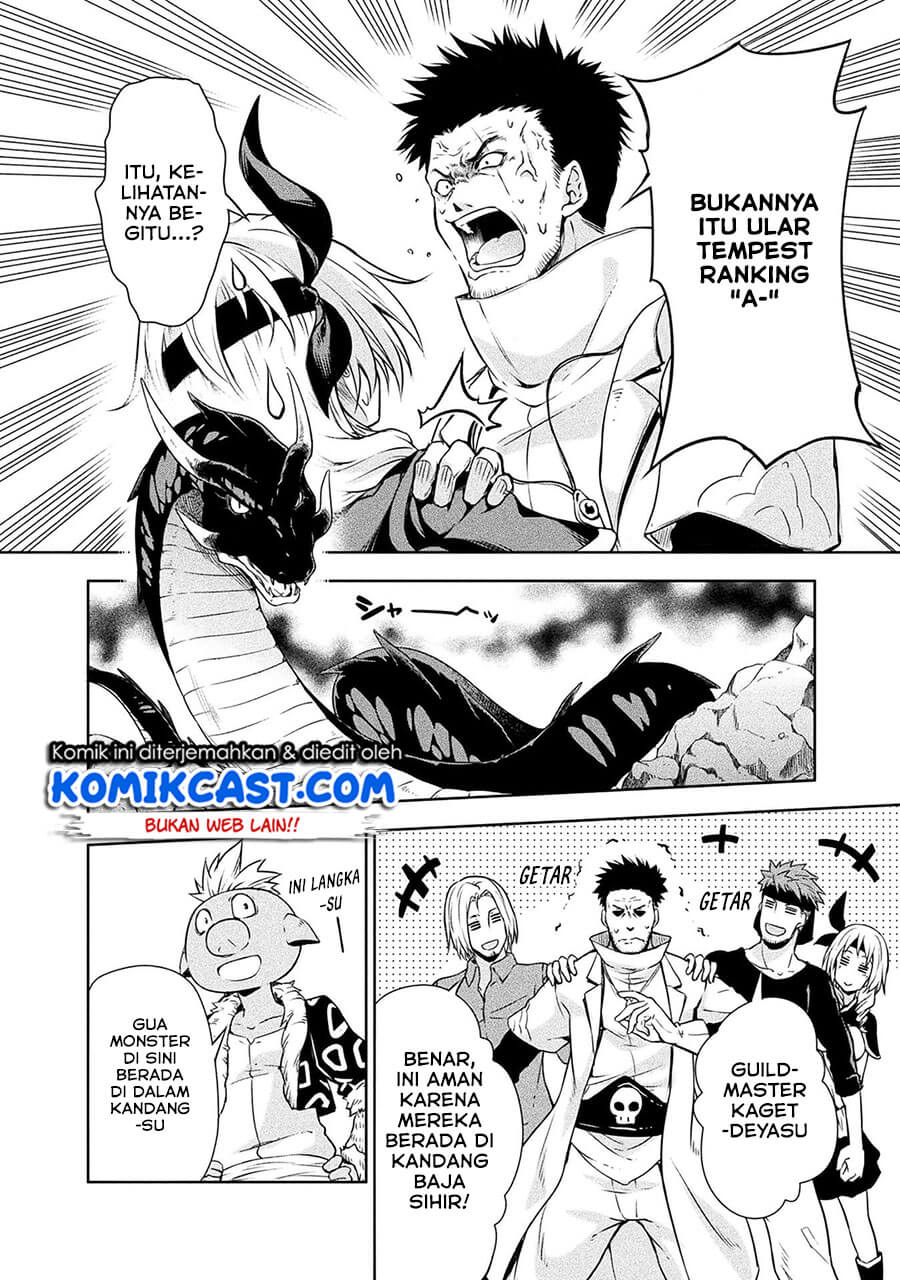 BUKANNYA
ITU ULAR
TEMPEST
RANKING
"A-"
ITU, KE-
LIHATAN-
NYA BE-
GITU...?
シャーーッ
Komik ini diterjemahkan & diedit oleh
KOMIKCAST.COM
BUKAN WEB LAIN!!
GETAR
GETAR
GUILD-
MASTER
KAGET
-DEYASU
BENAR,
INI AMAN
KARENA
MEREKA
BERADA DI
KANDANG
BAJA
SIHIR!
INI LANGKA
-SU
GUA
MONSTER
DI SINI
BERADA
DI DALAM
KANDANG
-SU